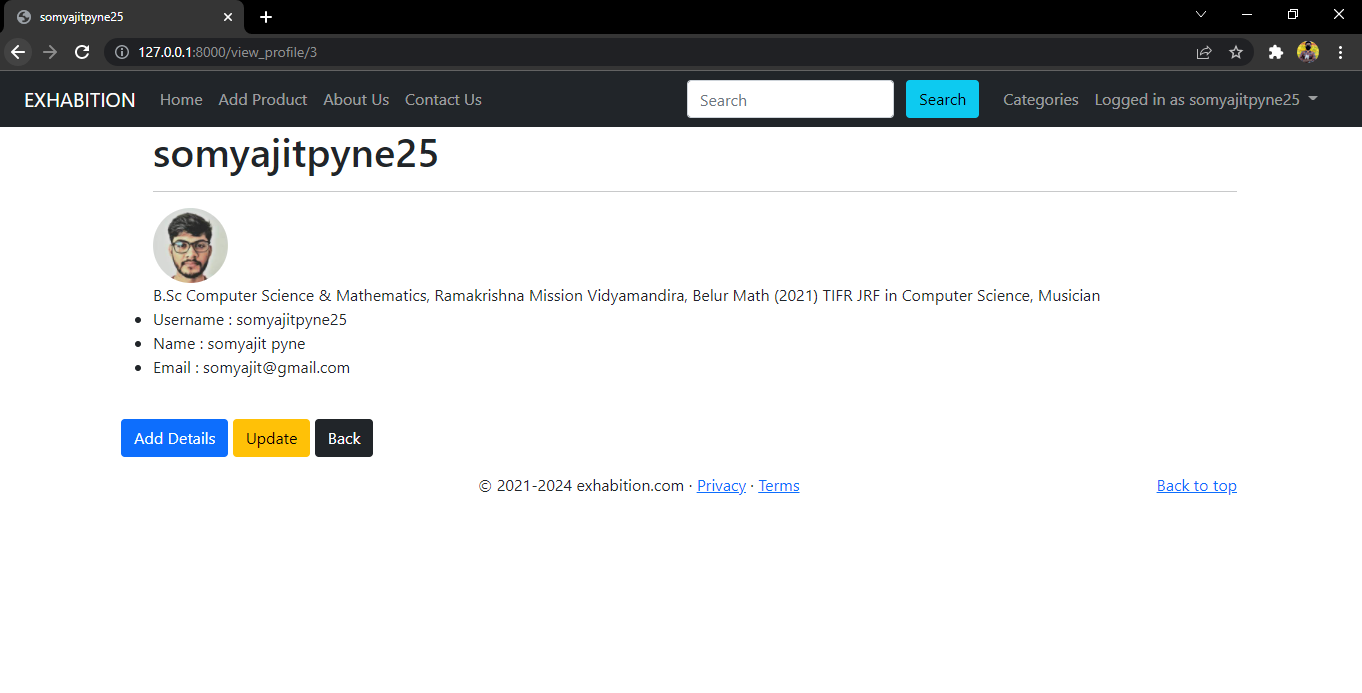 somyajitpyne25
127.0.0.1:8000/view_profile/3
EXHABITION Home Add Product About Us Contact Us Search Search Categories Logged in as somyajitpyne25
somyajitpyne25
B.Sc Computer Science & Mathematics, Ramakrishna Mission Vidyamandira, Belur Math (2021) TIFR JRF in Computer Science, Musician
Username : somyajitpyne25
Name : somyajit pyne
Email : somyajit@gmail.com
Add Details Update Back
© 2021-2024 exhabition.com · Privacy · Terms Back to top